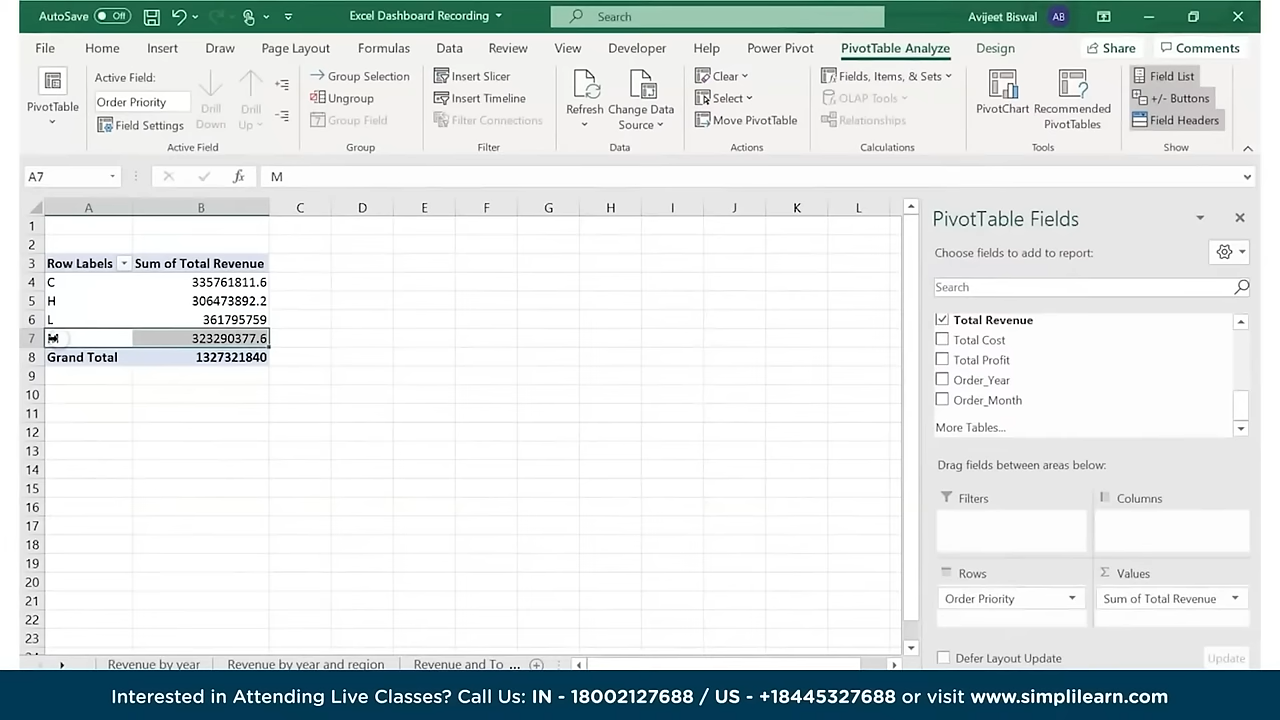 AutoSave Off Excel Dashboard Recording Search Avijeet Biswal AB
File Home Insert Draw Page Layout Formulas Data Review View Developer Help Power Pivot PivotTable Analyze Design Share Comments
PivotTable
Active Field:
Order Priority
Field Settings
Drill Down
Drill Up
Active Field
Group Selection
Ungroup
Group Field
Group
Insert Slicer
Insert Timeline
Filter Connections
Filter
Refresh
Change Data Source
Data
Clear
Select
Move PivotTable
Actions
Fields, Items, & Sets
OLAP Tools
Relationships
Calculations
PivotChart
Recommended PivotTables
Tools
Field List
+/- Buttons
Field Headers
Show
A7 fx M
A B C D E F G H I J K L
1
2
3 Row Labels Sum of Total Revenue
4 C 335761811.6
5 H 306473892.2
6 L 361795759
7 M 323290377.6
8 Grand Total 1327321840
9
10
11
12
13
14
15
16
17
18
19
20
21
22
23
PivotTable Fields
Choose fields to add to report:
Search
Total Revenue
Total Cost
Total Profit
Order_Year
Order_Month
More Tables...
Drag fields between areas below:
Filters
Columns
Rows
Order Priority
Σ Values
Sum of Total Revenue
Defer Layout Update Update
Revenue by year Revenue by year and region Revenue and To ...
Interested in Attending Live Classes? Call Us: IN - 18002127688 / US - +18445327688 or visit www.simplilearn.com